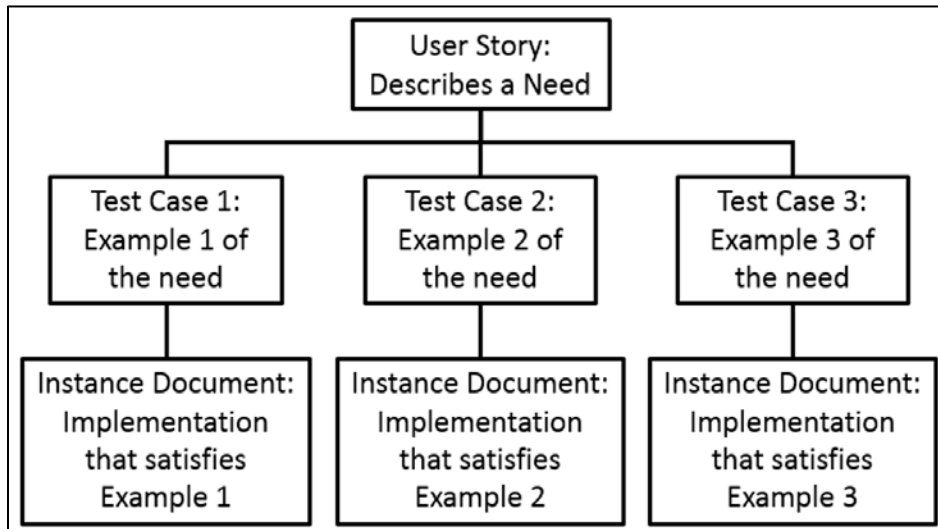 User Story:
Describes a Need
Test Case 1:
Example 1 of
the need
Test Case 2:
Example 2 of
the need
Test Case 3:
Example 3 of
the need
Instance Document:
Implementation
that satisfies
Example 1
Instance Document:
Implementation
that satisfies
Example 2
Instance Document:
Implementation
that satisfies
Example 3